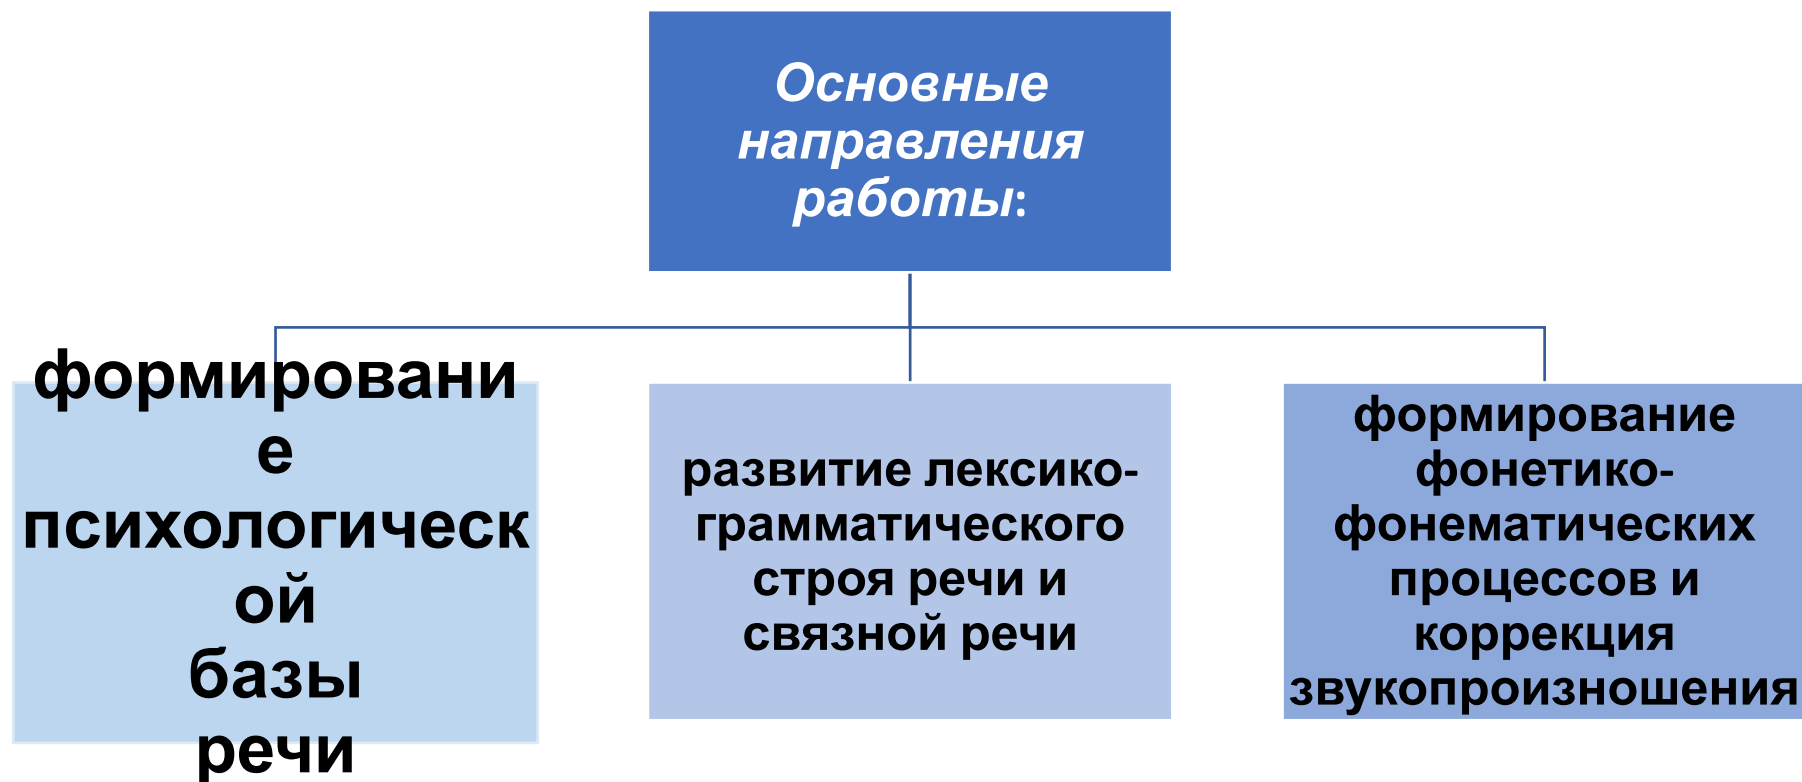 Основные
направления
работы:
формировани
е
психологическ
ой
базы
речи
развитие лексико-
грамматического
строя речи и
связной речи
формирование
фонетико-
фонематических
процессов и
коррекция
звукопроизношения